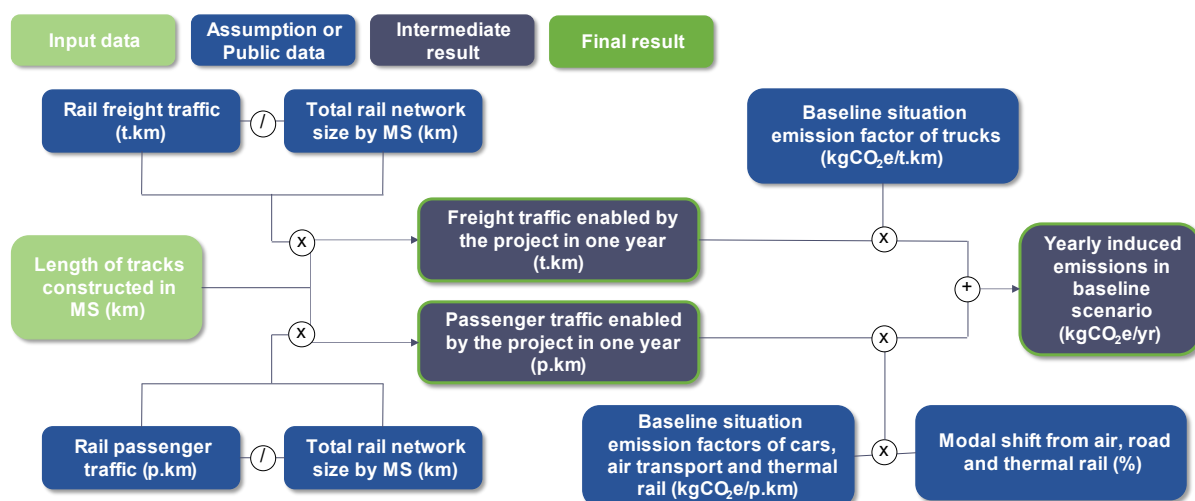 Input data
Assumption or
Public data
Intermediate
result
Final result
Rail freight traffic
(t.km)
/
Total rail network
size by MS (km)
Baseline situation
emission factor of trucks
(kgCO₂e/t.km)
x
Freight traffic enabled by
the project in one year
(t.km)
x
Length of tracks
constructed in
MS (km)
Yearly induced
emissions in
baseline
scenario
(kgCO₂e/yr)
+
x
Passenger traffic enabled
by the project in one year
(p.km)
x
Rail passenger
traffic (p.km)
/
Total rail network
size by MS (km)
Baseline situation
emission factors of cars,
air transport and thermal
rail (kgCO₂e/p.km)
x
Modal shift from air, road
and thermal rail (%)